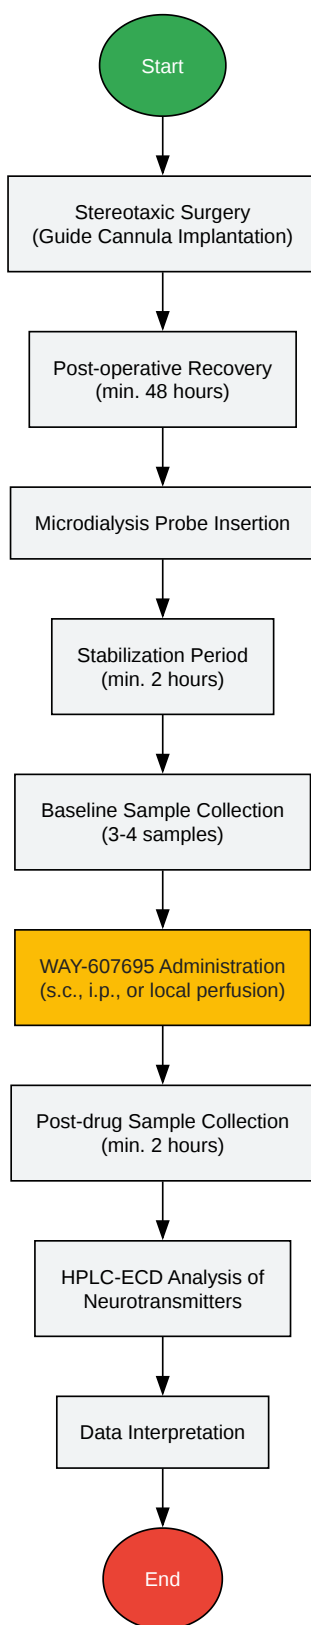 Start
Stereotaxic Surgery
(Guide Cannula Implantation)
Post-operative Recovery
(min. 48 hours)
Microdialysis Probe Insertion
Stabilization Period
(min. 2 hours)
Baseline Sample Collection
(3-4 samples)
WAY-607695 Administration
(s.c., i.p., or local perfusion)
Post-drug Sample Collection
(min. 2 hours)
HPLC-ECD Analysis of
Neurotransmitters
Data Interpretation
End